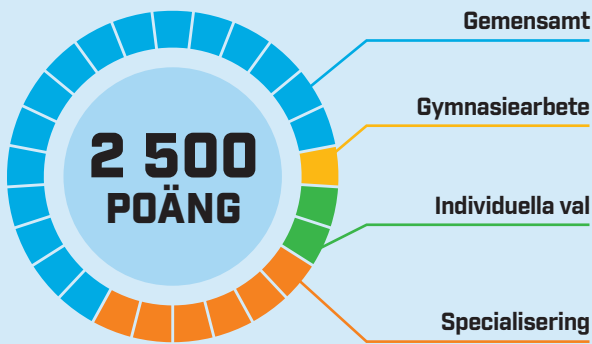 2 500
POÄNG
Gemensamt
Gymnasiearbete
Individuella val
Specialisering